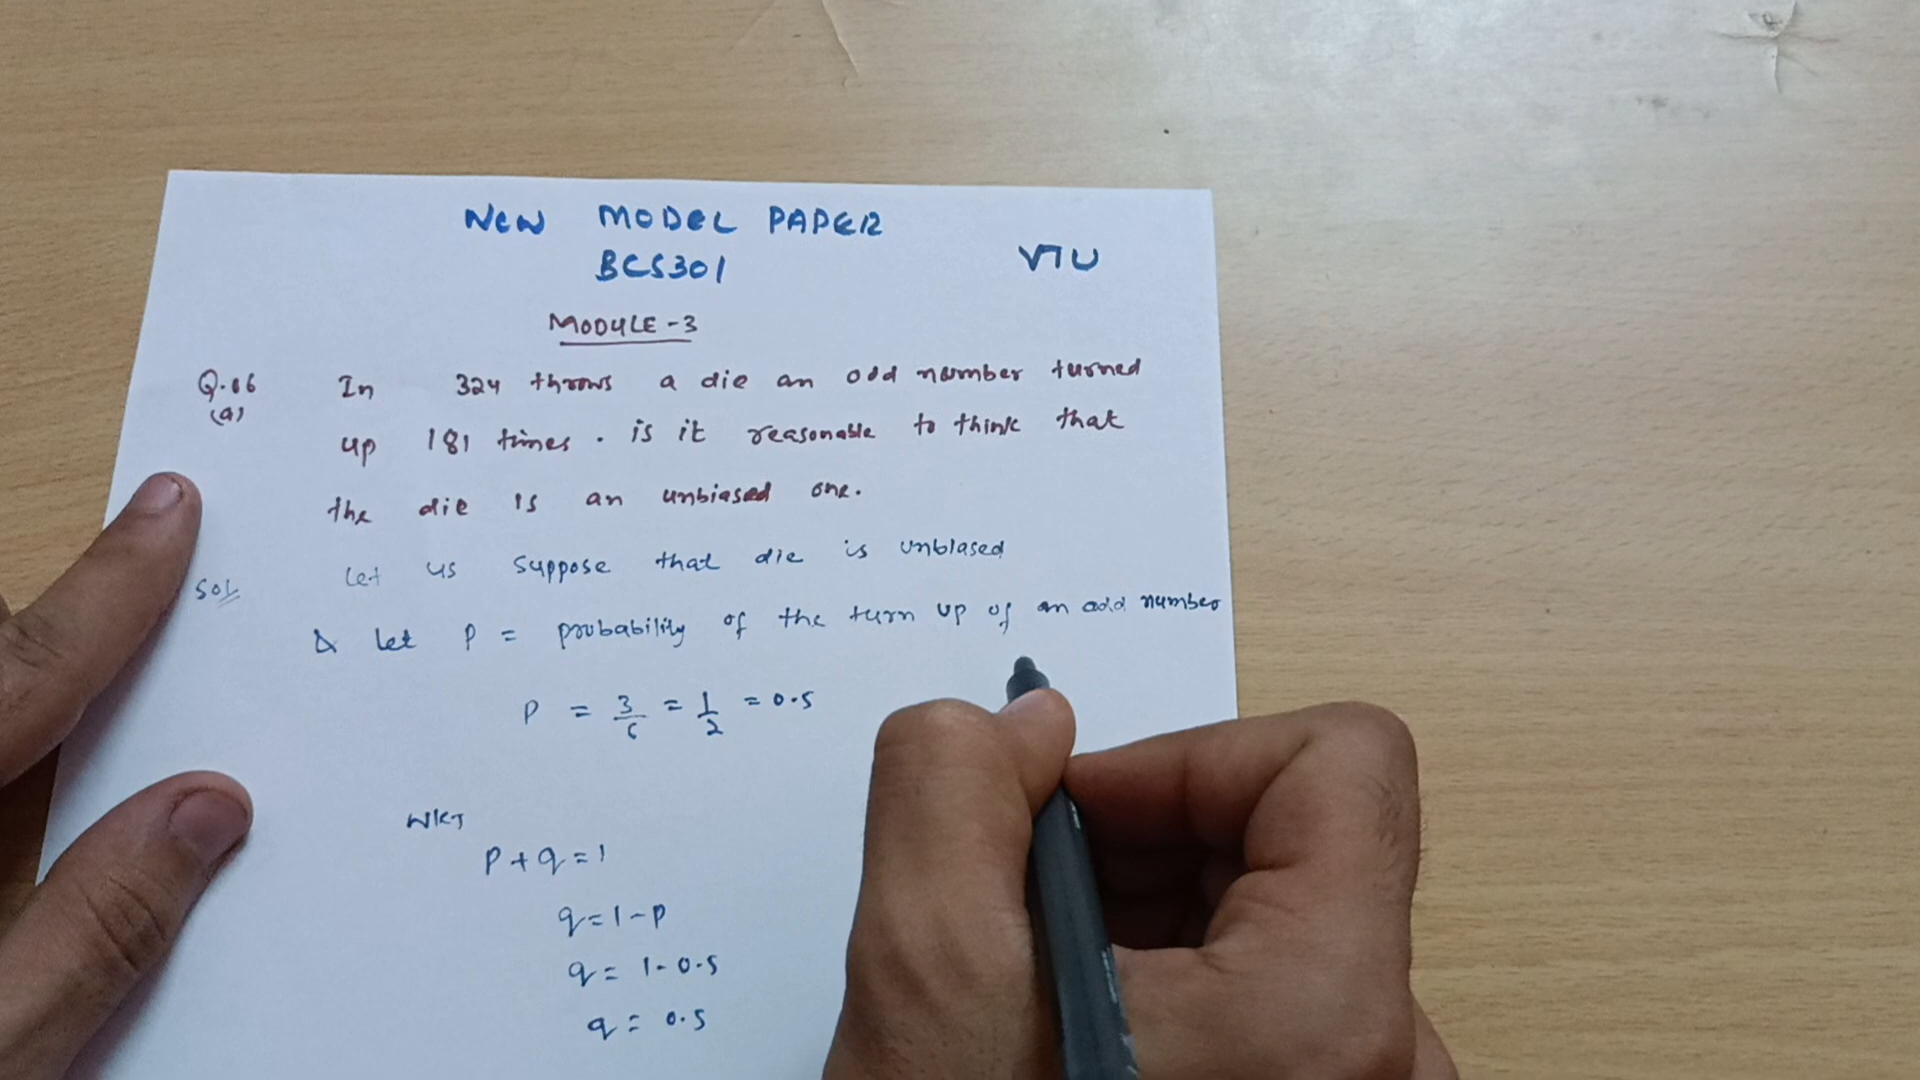 NEW MODEL PAPER
BCS301 VTU
MODULE-3
Q.06 In 324 throws a die an odd number turned
(a) up 181 times. is it reasonable to think that
the die is an unbiased one.
Sol Let us suppose that die is unbiased
& let P = probability of the turn up of an odd number
P = 3/6 = 1/2 = 0.5
WKT
P+q=1
q=1-P
q= 1-0.5
q= 0.5